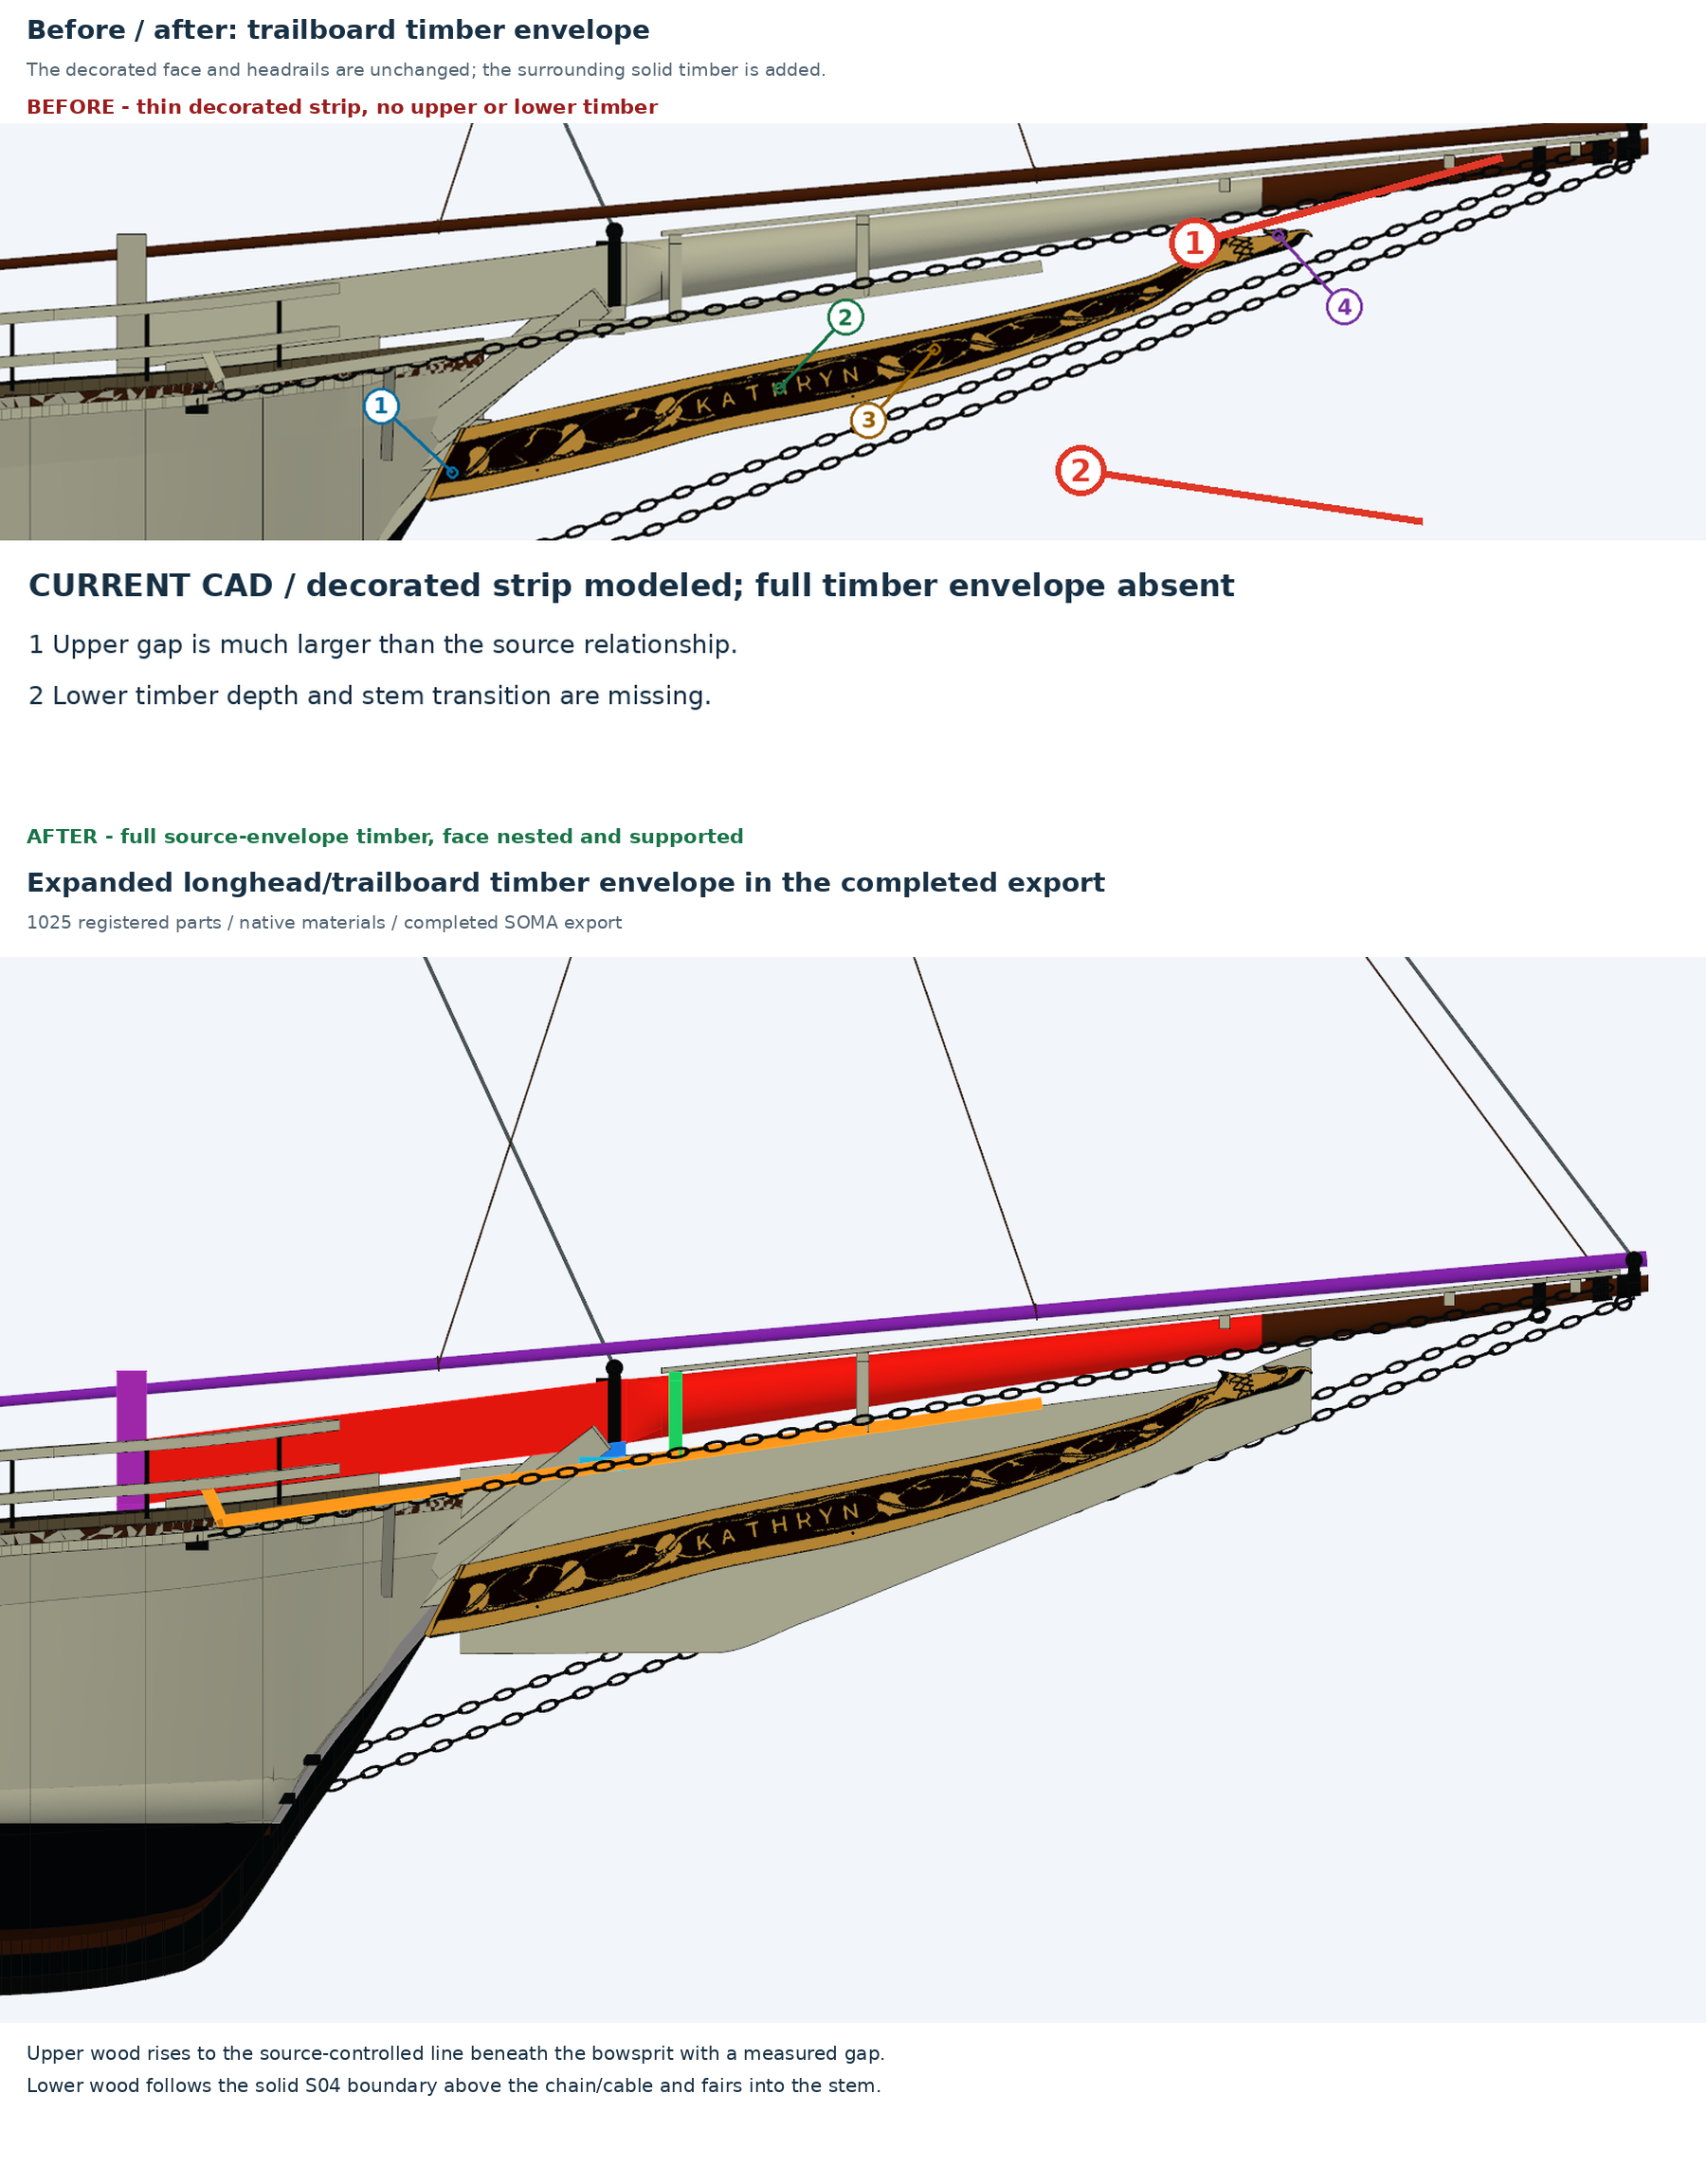 Before / after: trailboard timber envelope
The decorated face and headrails are unchanged; the surrounding solid timber is added.
BEFORE - thin decorated strip, no upper or lower timber
1
2
4
1
KATHRYN
3
2
CURRENT CAD / decorated strip modeled; full timber envelope absent
1 Upper gap is much larger than the source relationship.
2 Lower timber depth and stem transition are missing.
AFTER - full source-envelope timber, face nested and supported
Expanded longhead/trailboard timber envelope in the completed export
1025 registered parts / native materials / completed SOMA export
KATHRYN
Upper wood rises to the source-controlled line beneath the bowsprit with a measured gap.
Lower wood follows the solid S04 boundary above the chain/cable and fairs into the stem.